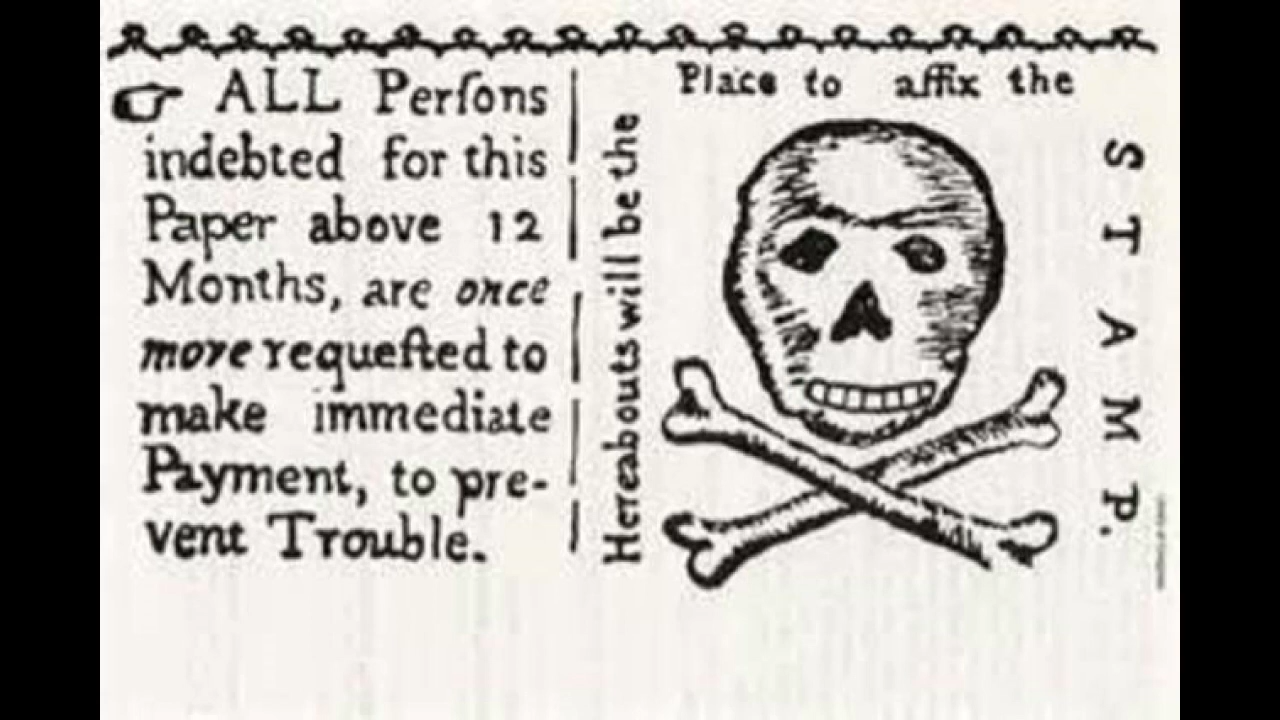 ☞ ALL Perſons
indebted for this
Paper above 12
Months, are once
more requeſted to
make immediate
Payment, to pre-
vent Trouble.
Hereabouts will be the
Place to affix the
STAMP.